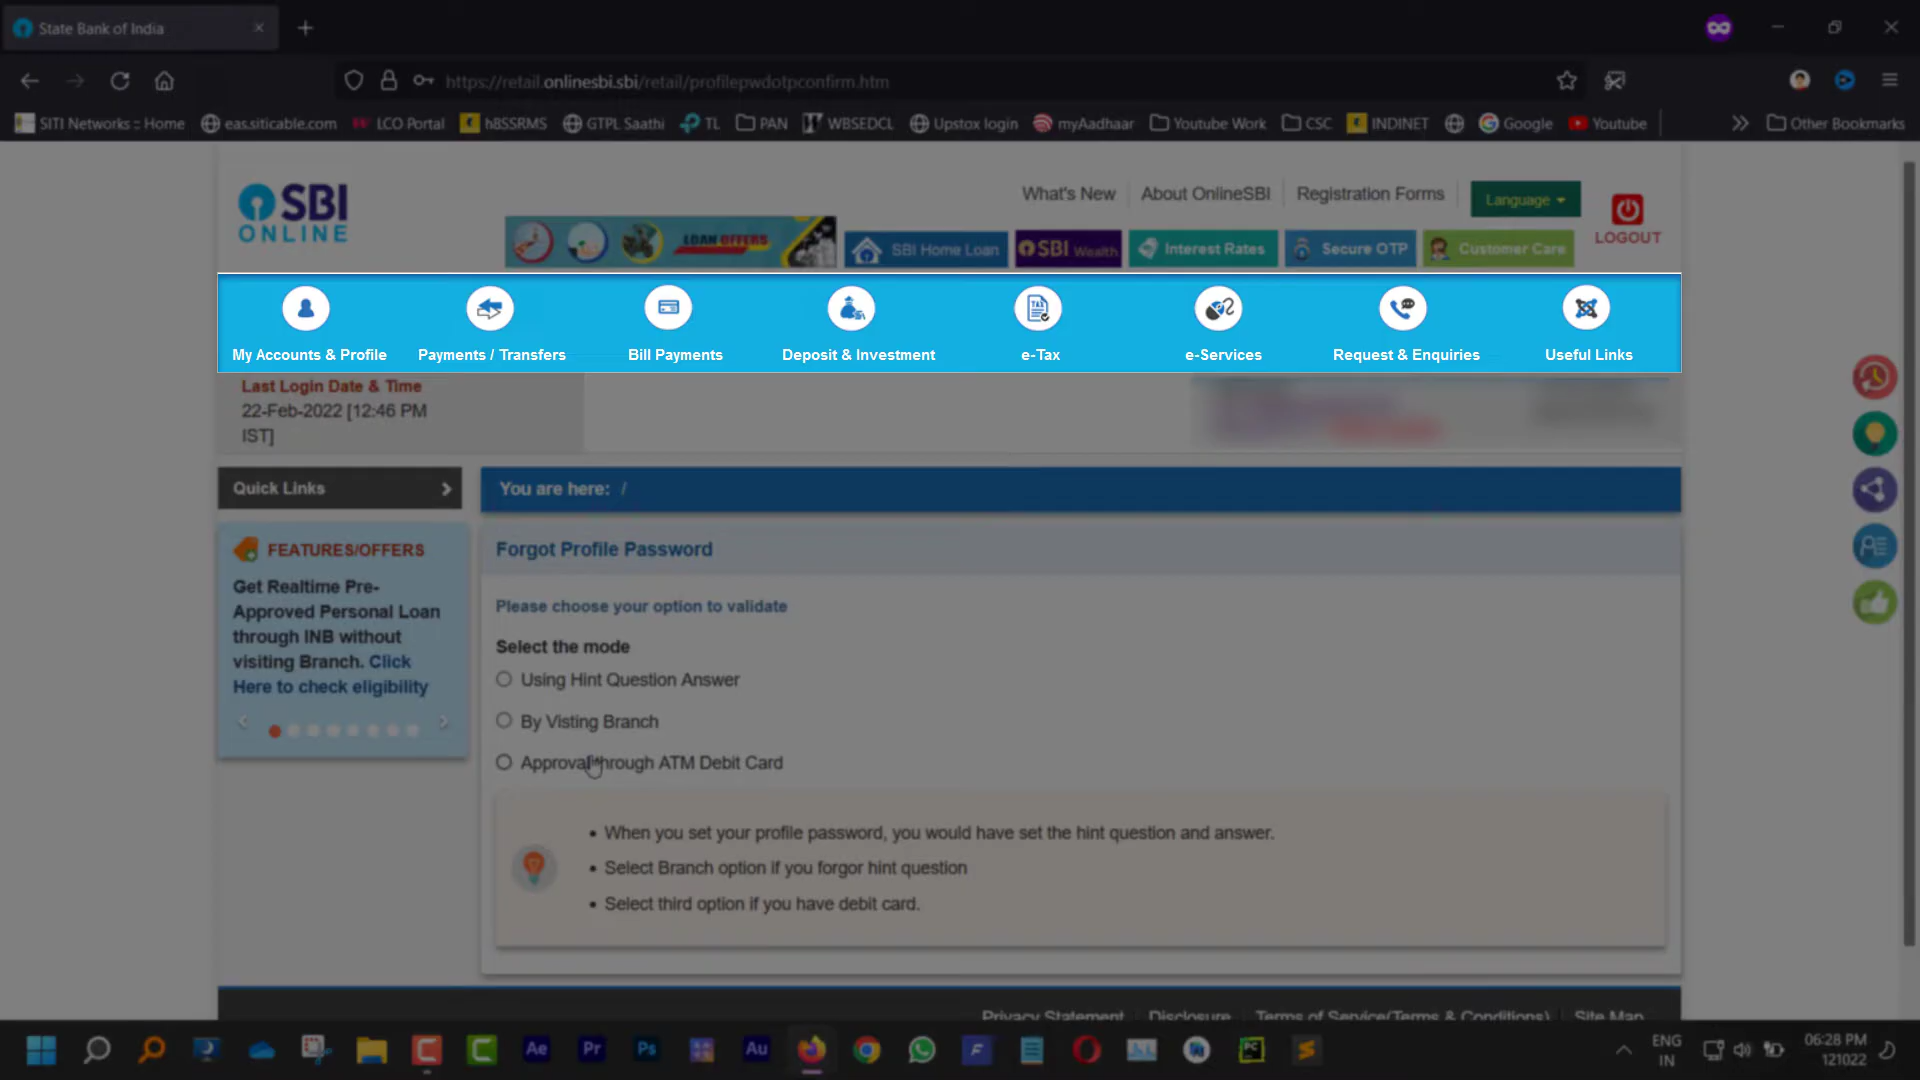 State Bank of India
https://retail.onlinesbi.sbi/retail/profilepwdotpconfirm.htm
SITI Networks :: Home eas.siticable.com LCO Portal h8SSRMS GTPL Saathi TL PAN WBSEDCL Upstox login myAadhaar Youtube Work CSC INDINET Google Youtube Other Bookmarks
What's New About OnlineSBI Registration Forms Language
SBI
ONLINE
LOGOUT
LOAN OFFERS SBI Home Loan SBI Wealth Interest Rates Secure OTP Customer Care
My Accounts & Profile Payments / Transfers Bill Payments Deposit & Investment e-Tax e-Services Request & Enquiries Useful Links
Last Login Date & Time
22-Feb-2022 [12:46 PM
IST]
Quick Links
You are here: /
FEATURES/OFFERS
Get Realtime Pre-
Approved Personal Loan
through INB without
visiting Branch. Click
Here to check eligibility
Forgot Profile Password
Please choose your option to validate
Select the mode
Using Hint Question Answer
By Visting Branch
Approval through ATM Debit Card
• When you set your profile password, you would have set the hint question and answer.
• Select Branch option if you forgor hint question
• Select third option if you have debit card.
Privacy Statement Disclosure Terms of Service(Terms & Conditions) Site Map
Ae Pr Ps Au F PC
ENG
IN
06:28 PM
121022